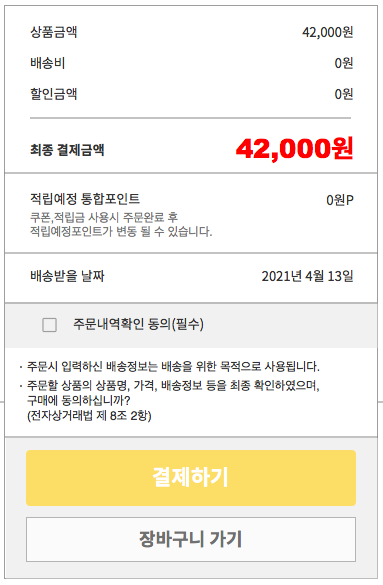 상품금액 42,000원
배송비 0원
할인금액 0원
최종 결제금액 42,000원
적립예정 통합포인트 0원P
쿠폰,적립금 사용시 주문완료 후
적립예정포인트가 변동 될 수 있습니다.
배송받을 날짜 2021년 4월 13일
주문내역확인 동의(필수)
· 주문시 입력하신 배송정보는 배송을 위한 목적으로 사용됩니다.
· 주문할 상품의 상품명, 가격, 배송정보 등을 최종 확인하였으며,
구매에 동의하십니까?
(전자상거래법 제 8조 2항)
결제하기
장바구니 가기